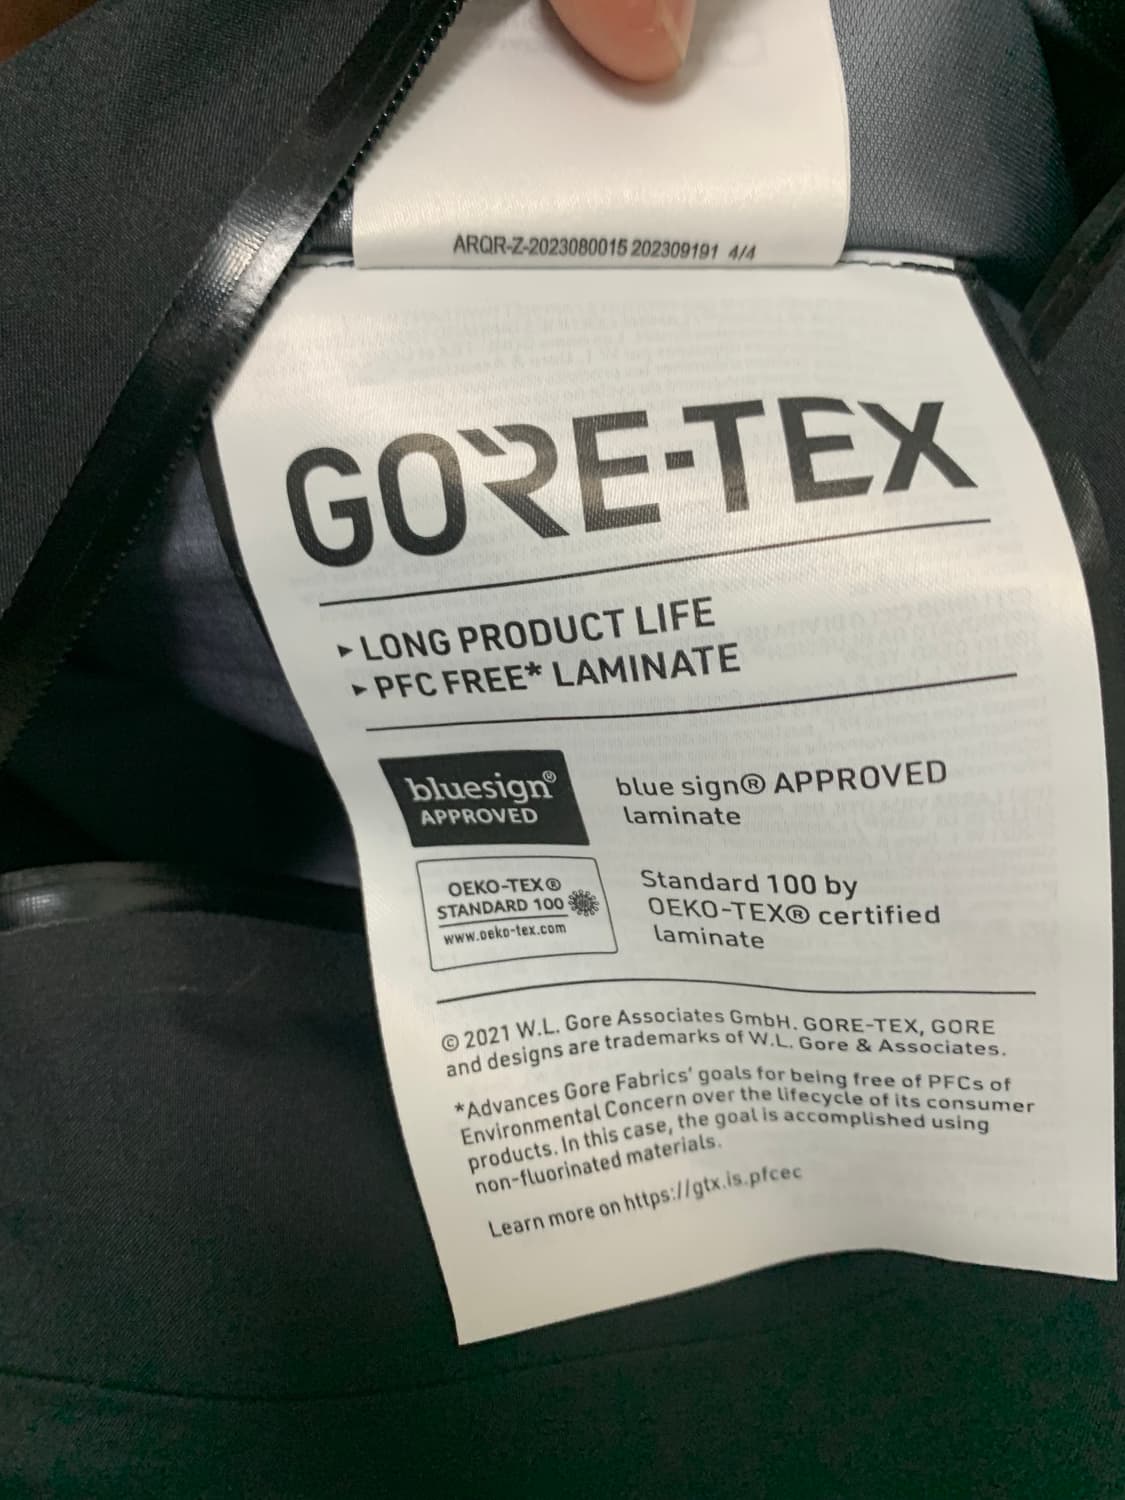 ARQR-Z-2023080015 202309191 4/4
GORE-TEX
▸ LONG PRODUCT LIFE
▸ PFC FREE* LAMINATE
bluesign®
APPROVED
blue sign® APPROVED
laminate
OEKO-TEX®
STANDARD 100
www.oeko-tex.com
Standard 100 by
OEKO-TEX® certified
laminate
© 2021 W.L. Gore Associates GmbH. GORE-TEX, GORE
and designs are trademarks of W.L. Gore & Associates.
*Advances Gore Fabrics' goals for being free of PFCs of
Environmental Concern over the lifecycle of its consumer
products. In this case, the goal is accomplished using
non-fluorinated materials.
Learn more on https://gtx.is.pfcec